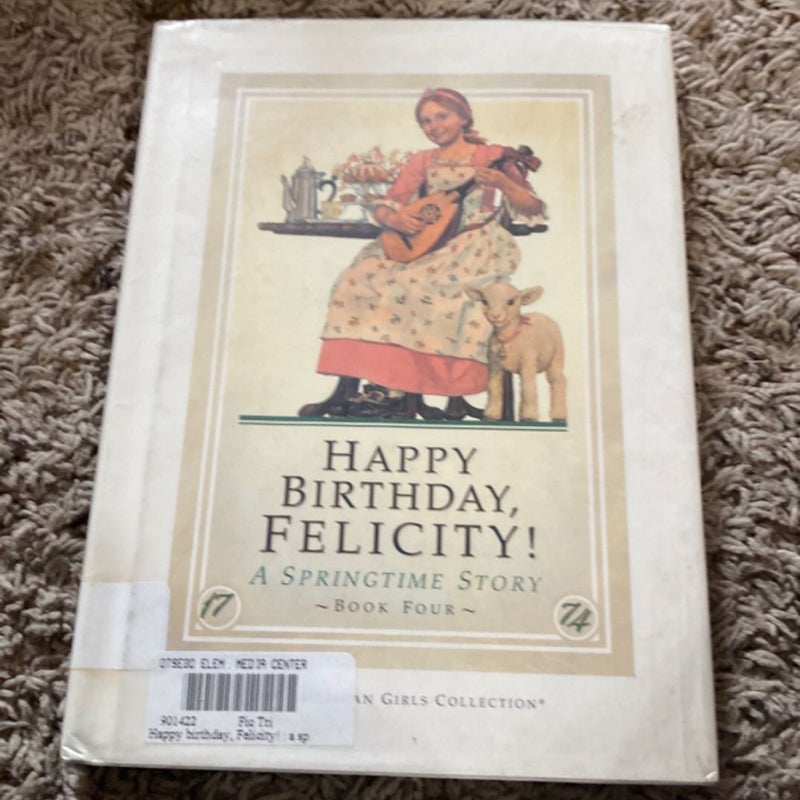 HAPPY
BIRTHDAY,
FELICITY!
A SPRINGTIME STORY
~BOOK FOUR~
17
74
OTSEGO ELEM. MEDIA CENTER
AN GIRLS COLLECTION®
901422 Fic Tri
Happy birthday, Felicity! : a sp